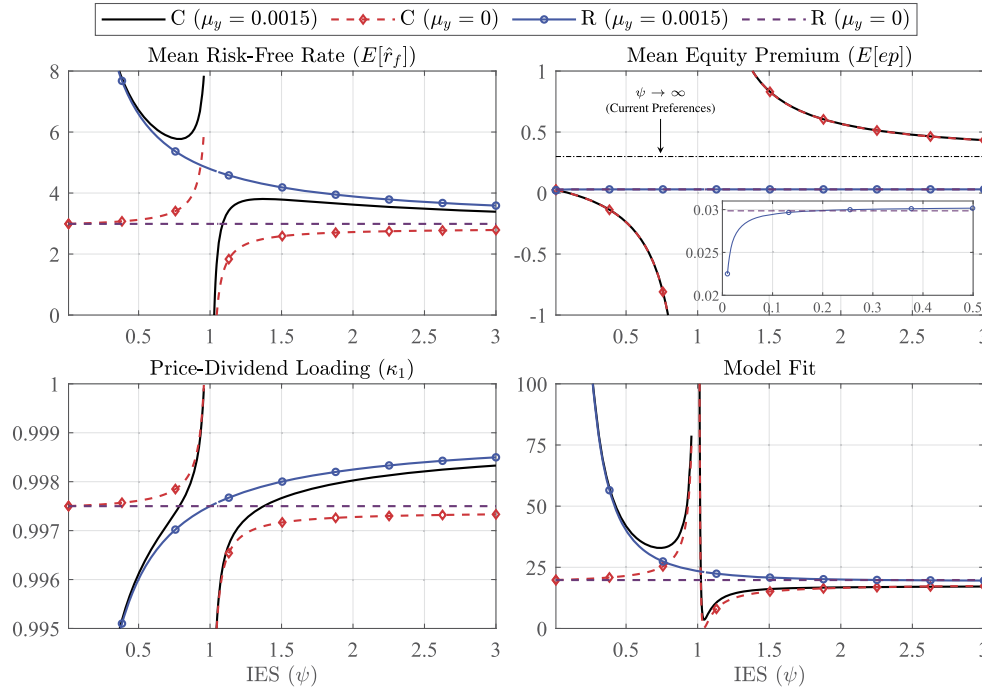 C (μ_y = 0.0015) C (μ_y = 0) R (μ_y = 0.0015) R (μ_y = 0)
Mean Risk-Free Rate (E[r̂_f])
8
6
4
2
0
0.5 1 1.5 2 2.5 3
Mean Equity Premium (E[ep])
1
0.5
0
-0.5
-1
ψ → ∞
(Current Preferences)
0.03
0.025
0.02
0 0.1 0.2 0.3 0.4 0.5
0.5 1 1.5 2 2.5 3
Price-Dividend Loading (κ₁)
1
0.999
0.998
0.997
0.996
0.995
0.5 1 1.5 2 2.5 3
IES (ψ)
Model Fit
100
75
50
25
0
0.5 1 1.5 2 2.5 3
IES (ψ)